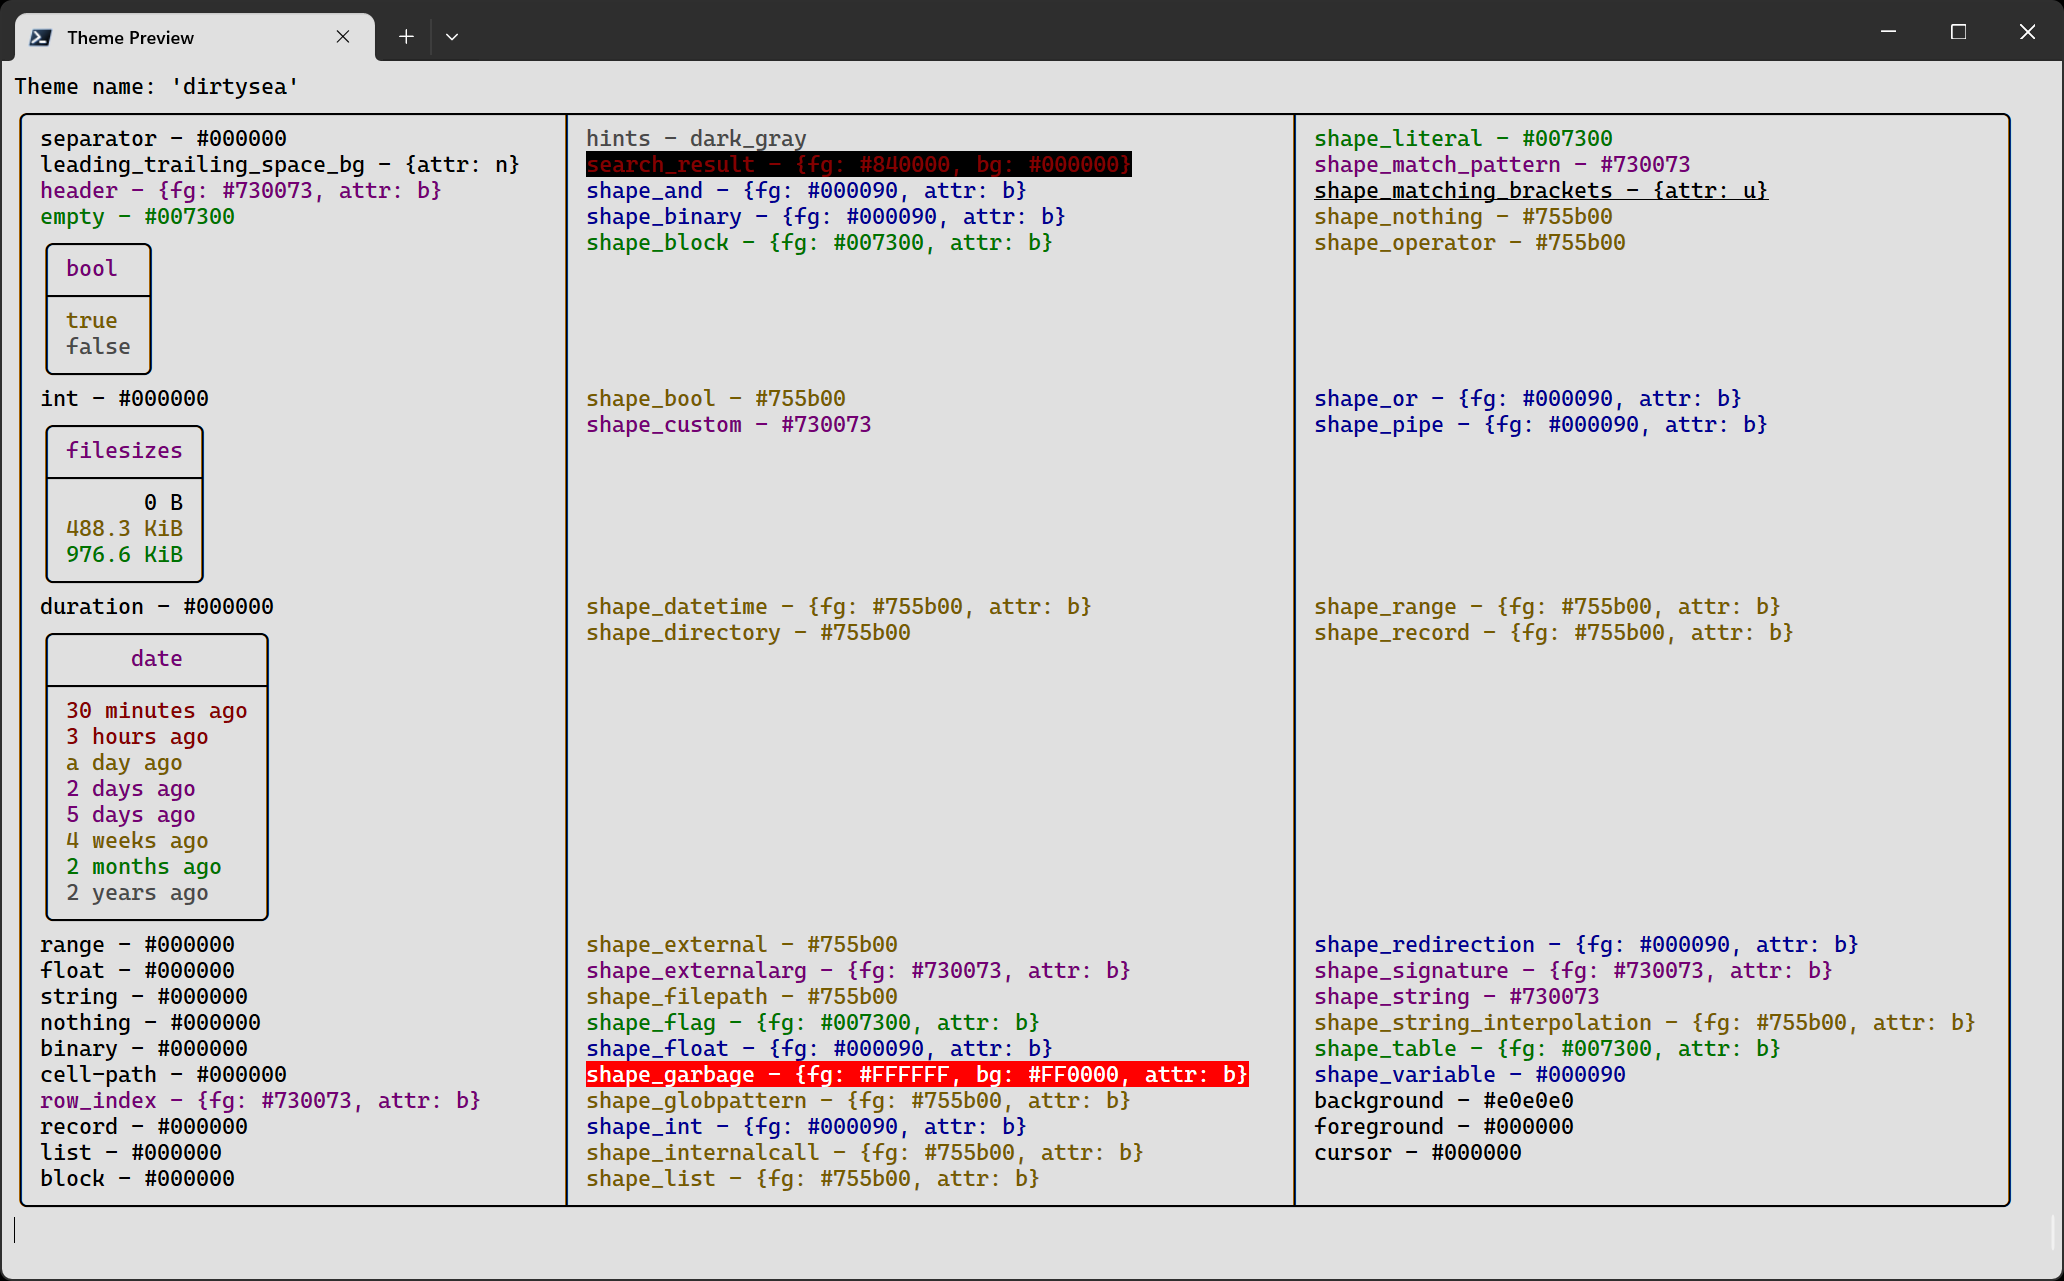 Theme Preview
Theme name: 'dirtysea'
separator - #000000
leading_trailing_space_bg - {attr: n}
header - {fg: #730073, attr: b}
empty - #007300
bool
true
false
int - #000000
filesizes
0 B
488.3 KiB
976.6 KiB
duration - #000000
date
30 minutes ago
3 hours ago
a day ago
2 days ago
5 days ago
4 weeks ago
2 months ago
2 years ago
range - #000000
float - #000000
string - #000000
nothing - #000000
binary - #000000
cell-path - #000000
row_index - {fg: #730073, attr: b}
record - #000000
list - #000000
block - #000000
hints - dark_gray
search_result - {fg: #840000, bg: #000000}
shape_and - {fg: #000090, attr: b}
shape_binary - {fg: #000090, attr: b}
shape_block - {fg: #007300, attr: b}
shape_bool - #755b00
shape_custom - #730073
shape_datetime - {fg: #755b00, attr: b}
shape_directory - #755b00
shape_external - #755b00
shape_externalarg - {fg: #730073, attr: b}
shape_filepath - #755b00
shape_flag - {fg: #007300, attr: b}
shape_float - {fg: #000090, attr: b}
shape_garbage - {fg: #FFFFFF, bg: #FF0000, attr: b}
shape_globpattern - {fg: #755b00, attr: b}
shape_int - {fg: #000090, attr: b}
shape_internalcall - {fg: #755b00, attr: b}
shape_list - {fg: #755b00, attr: b}
shape_literal - #007300
shape_match_pattern - #730073
shape_matching_brackets - {attr: u}
shape_nothing - #755b00
shape_operator - #755b00
shape_or - {fg: #000090, attr: b}
shape_pipe - {fg: #000090, attr: b}
shape_range - {fg: #755b00, attr: b}
shape_record - {fg: #755b00, attr: b}
shape_redirection - {fg: #000090, attr: b}
shape_signature - {fg: #730073, attr: b}
shape_string - #730073
shape_string_interpolation - {fg: #755b00, attr: b}
shape_table - {fg: #007300, attr: b}
shape_variable - #000090
background - #e0e0e0
foreground - #000000
cursor - #000000